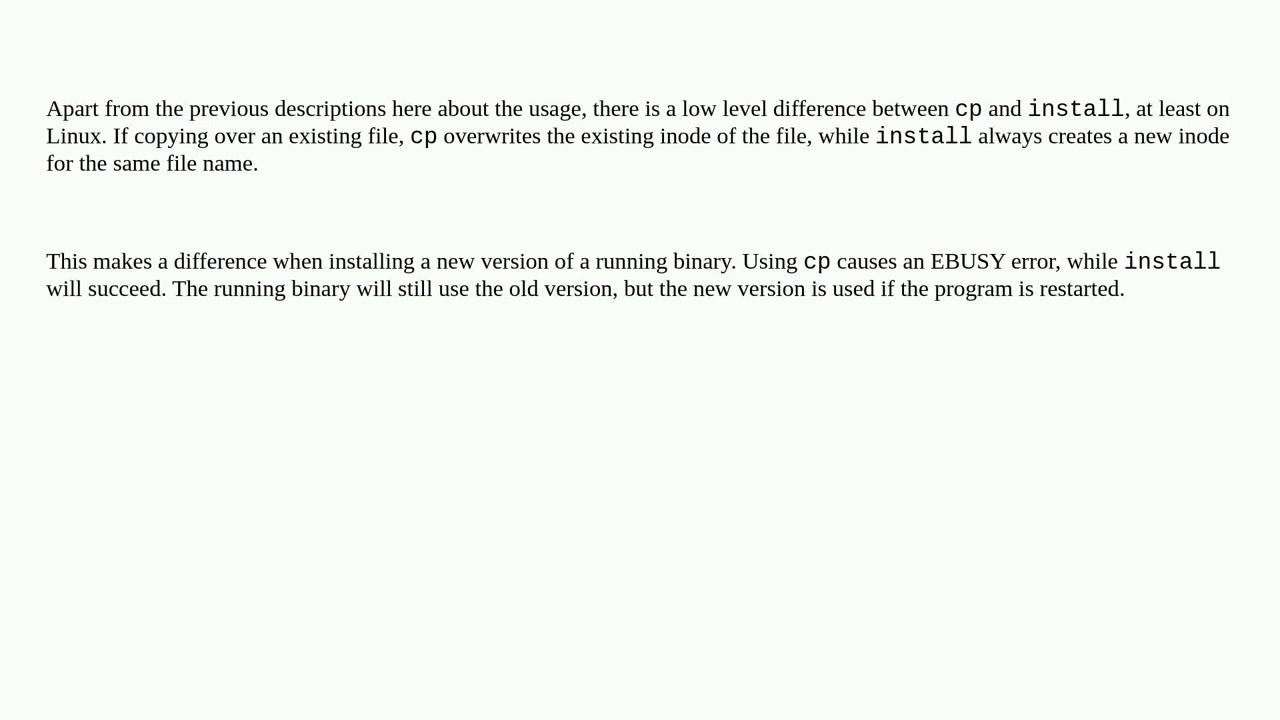 Apart from the previous descriptions here about the usage, there is a low level difference between cp and install, at least on
Linux. If copying over an existing file, cp overwrites the existing inode of the file, while install always creates a new inode
for the same file name.
This makes a difference when installing a new version of a running binary. Using cp causes an EBUSY error, while install
will succeed. The running binary will still use the old version, but the new version is used if the program is restarted.